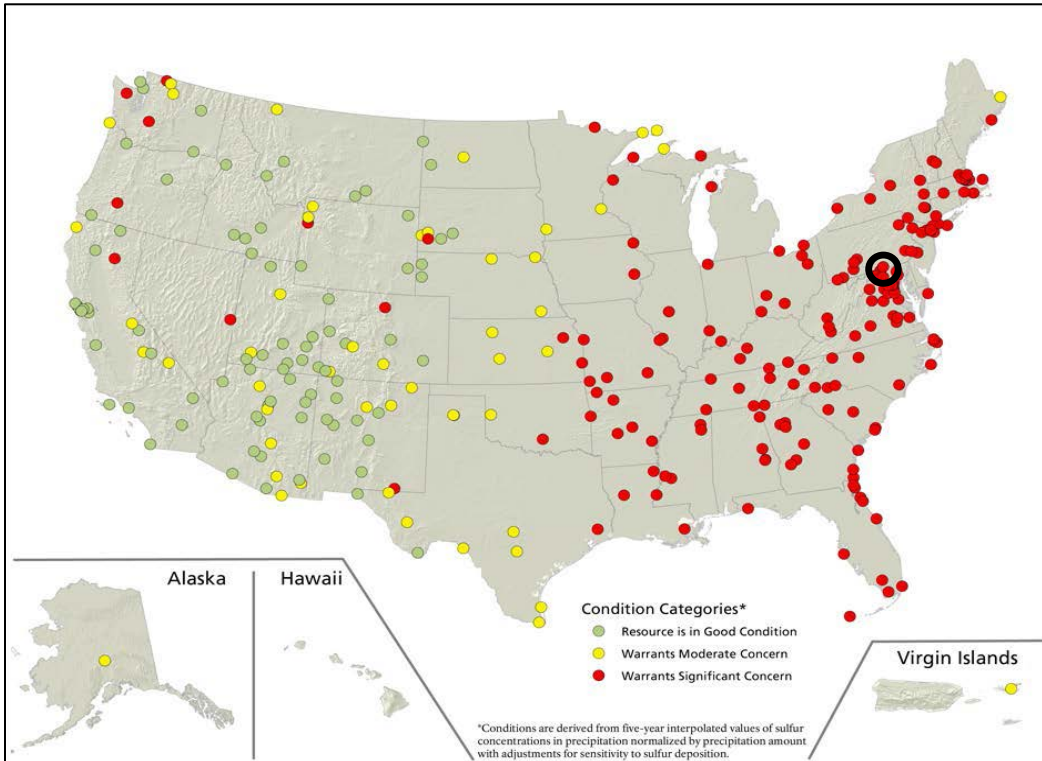 Alaska
Hawaii
Condition Categories*
Resource is in Good Condition
Warrants Moderate Concern
Warrants Significant Concern
Virgin Islands
*Conditions are derived from five-year interpolated values of sulfur
concentrations in precipitation normalized by precipitation amount
with adjustments for sensitivity to sulfur deposition.